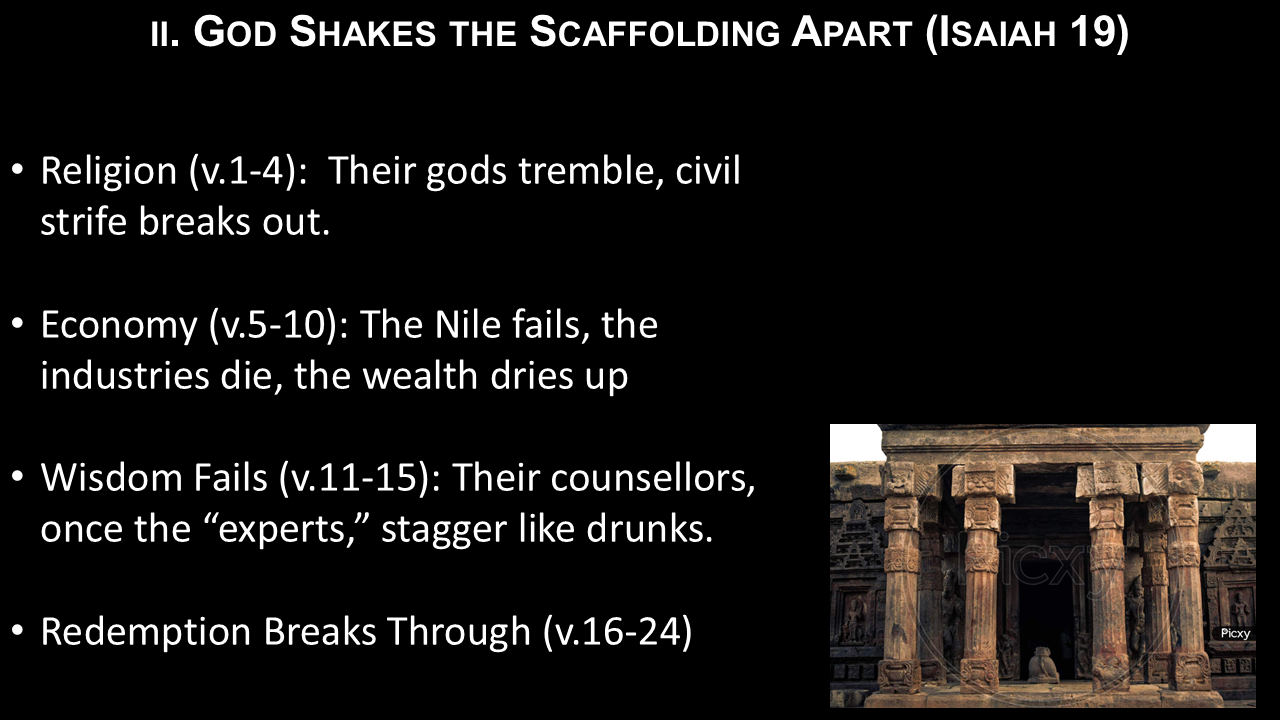 II. GOD SHAKES THE SCAFFOLDING APART (ISAIAH 19)
• Religion (v.1-4):  Their gods tremble, civil
strife breaks out.
• Economy (v.5-10): The Nile fails, the
industries die, the wealth dries up
• Wisdom Fails (v.11-15): Their counsellors,
once the “experts,” stagger like drunks.
• Redemption Breaks Through (v.16-24)
Picxy
Picxy